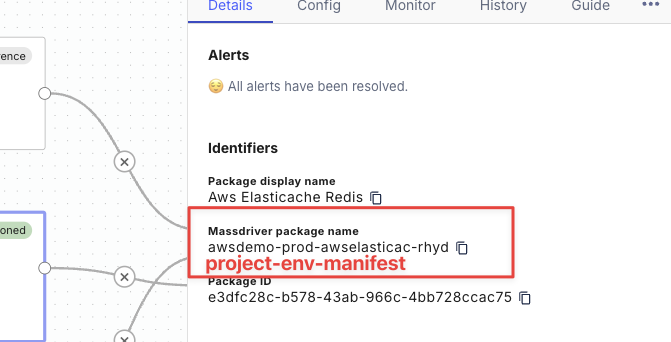 Details Config Monitor History Guide
rence
Alerts
😌 All alerts have been resolved.
Identifiers
Package display name
Aws Elasticache Redis
Massdriver package name
oned
awsdemo-prod-awselasticac-rhyd
project-env-manifest
Package ID
e3dfc28c-b578-43ab-966c-4bb728ccac75